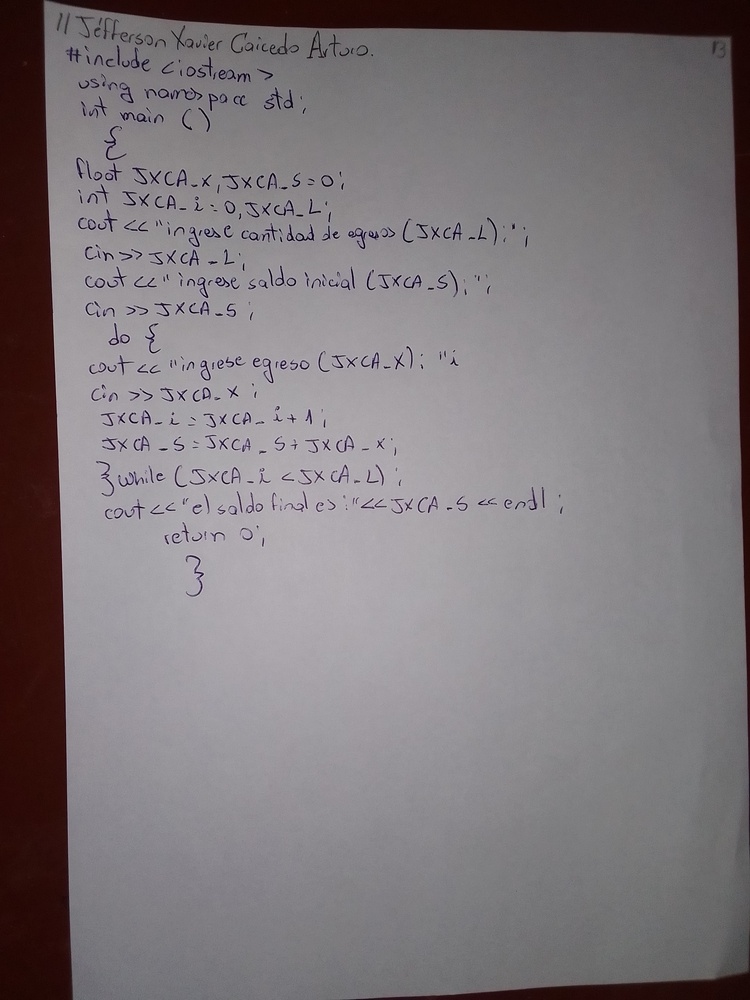 // Jéfferson Xavier Caicedo Arturo.
13
#include <iostream>
using namespace std;
int main ()
{
float JXCA_X, JXCA_S=0;
int JXCA_i=0, JXCA_L;
cout << "ingrese cantidad de egresos (JXCA_L);";
cin >> JXCA_L;
cout << "ingrese saldo inicial (JXCA_S); ";
cin >> JXCA_S ;
do {
cout << "ingrese egreso (JXCA_X); ";
cin >> JXCA_X ;
JXCA_i = JXCA_i+1;
JXCA_S = JXCA_S + JXCA_X;
} while (JXCA_i < JXCA_L) ;
cout << "el saldo final es:" << JXCA_S << endl ;
return 0;
}